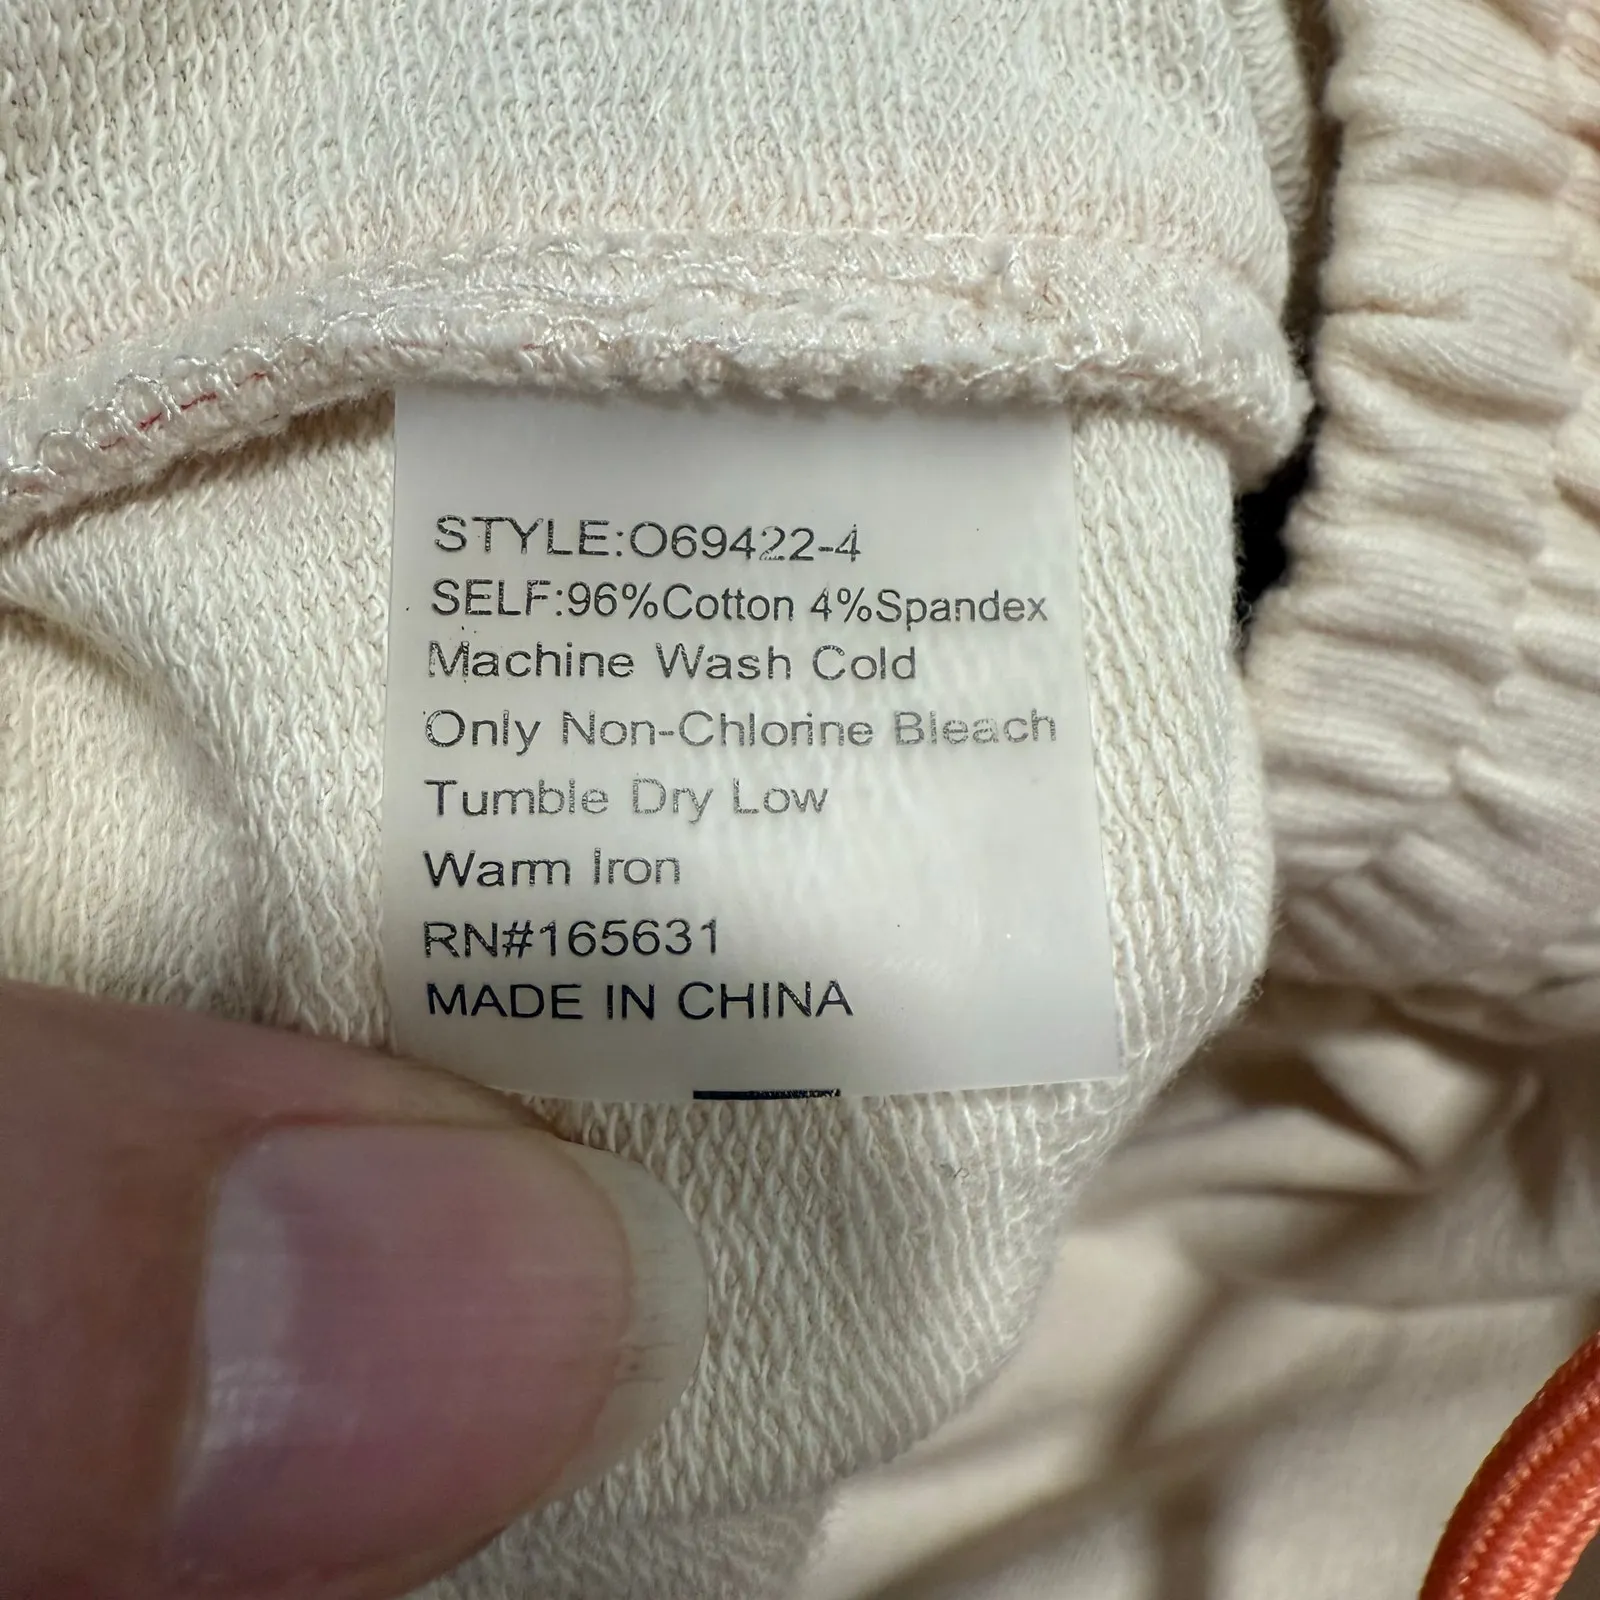 STYLE:O69422-4
SELF:96%Cotton 4%Spandex
Machine Wash Cold
Only Non-Chlorine Bleach
Tumble Dry Low
Warm Iron
RN#165631
MADE IN CHINA